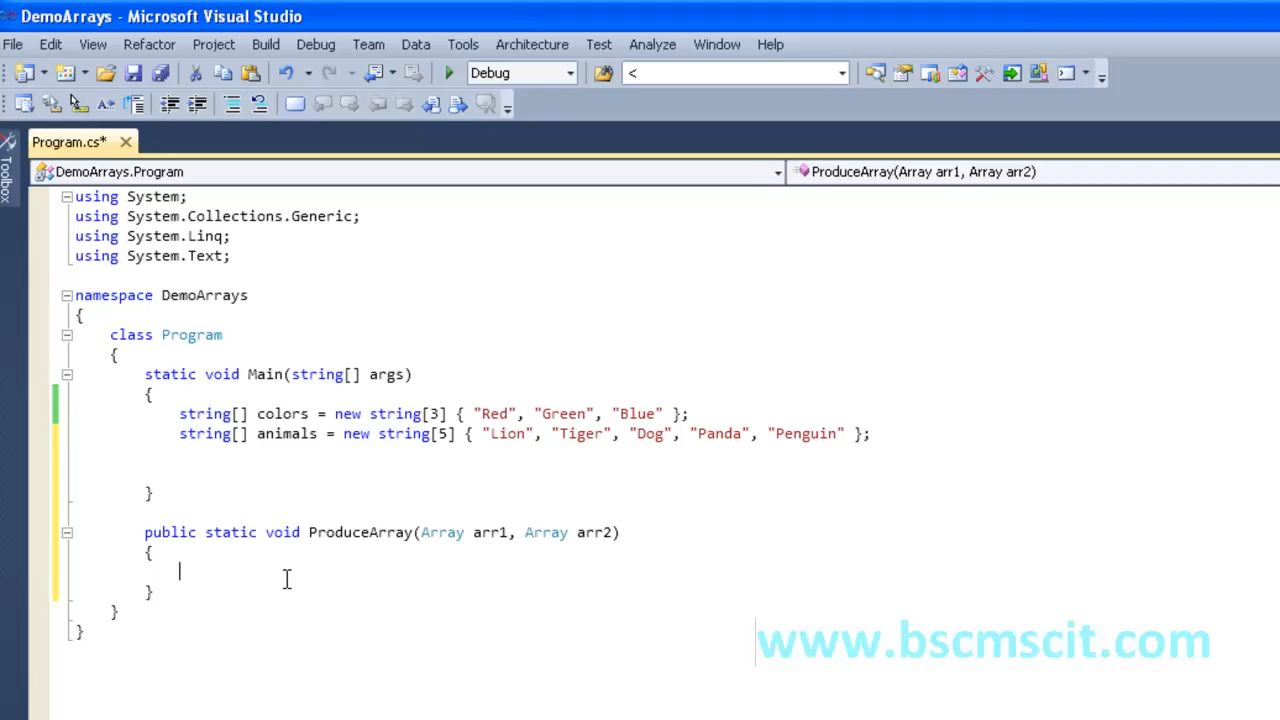 DemoArrays - Microsoft Visual Studio
File Edit View Refactor Project Build Debug Team Data Tools Architecture Test Analyze Window Help
Debug <
Program.cs*
Toolbox
DemoArrays.Program ProduceArray(Array arr1, Array arr2)
using System;
using System.Collections.Generic;
using System.Linq;
using System.Text;
namespace DemoArrays
{
class Program
{
static void Main(string[] args)
{
string[] colors = new string[3] { "Red", "Green", "Blue" };
string[] animals = new string[5] { "Lion", "Tiger", "Dog", "Panda", "Penguin" };
}
public static void ProduceArray(Array arr1, Array arr2)
{
}
}
}
www.bscmscit.com